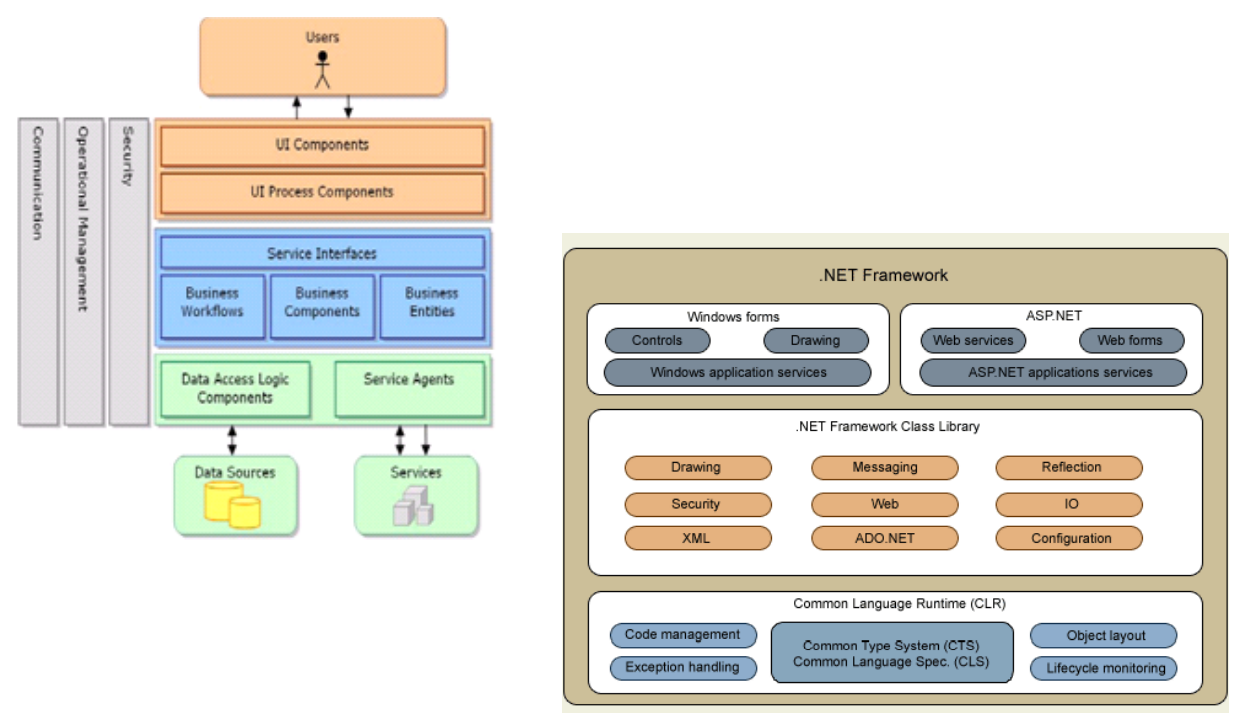 Users
Communication
Operational Management
Security
UI Components
UI Process Components
Service Interfaces
Business
Workflows
Business
Components
Business
Entities
Data Access Logic
Components
Service Agents
Data Sources
Services
.NET Framework
Windows forms
Controls
Drawing
Windows application services
ASP.NET
Web services
Web forms
ASP.NET applications services
.NET Framework Class Library
Drawing
Messaging
Reflection
Security
Web
IO
XML
ADO.NET
Configuration
Common Language Runtime (CLR)
Code management
Exception handling
Common Type System (CTS)
Common Language Spec. (CLS)
Object layout
Lifecycle monitoring